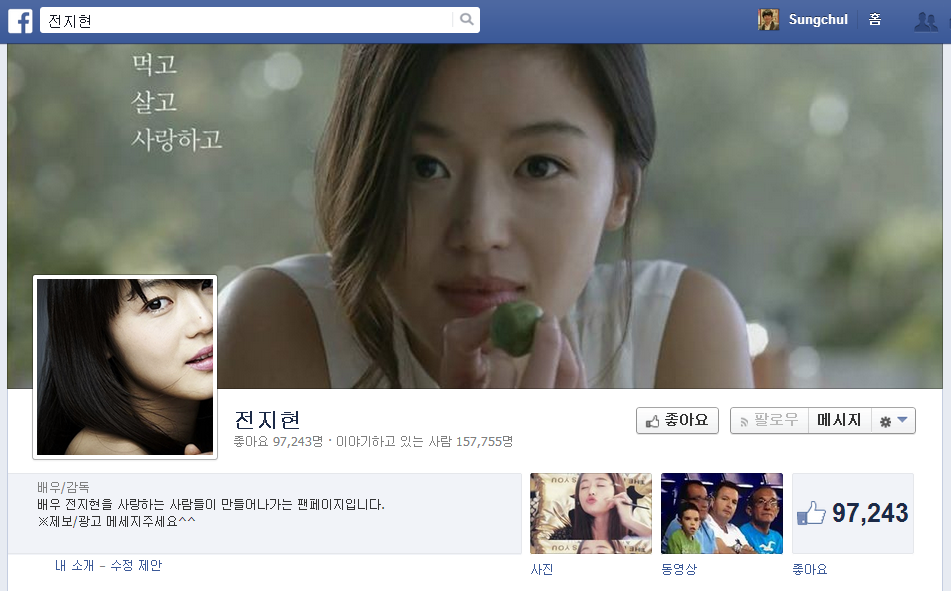 전지현
Sungchul 홈
먹고
살고
사랑하고
전지현
좋아요 97,243명 · 이야기하고 있는 사람 157,755명
좋아요 팔로우 메시지
배우/감독
배우 전지현을 사랑하는 사람들이 만들어나가는 팬페이지입니다.
※제보/광고 메세지주세요^^
내 소개 - 수정 제안
97,243
사진 동영상 좋아요